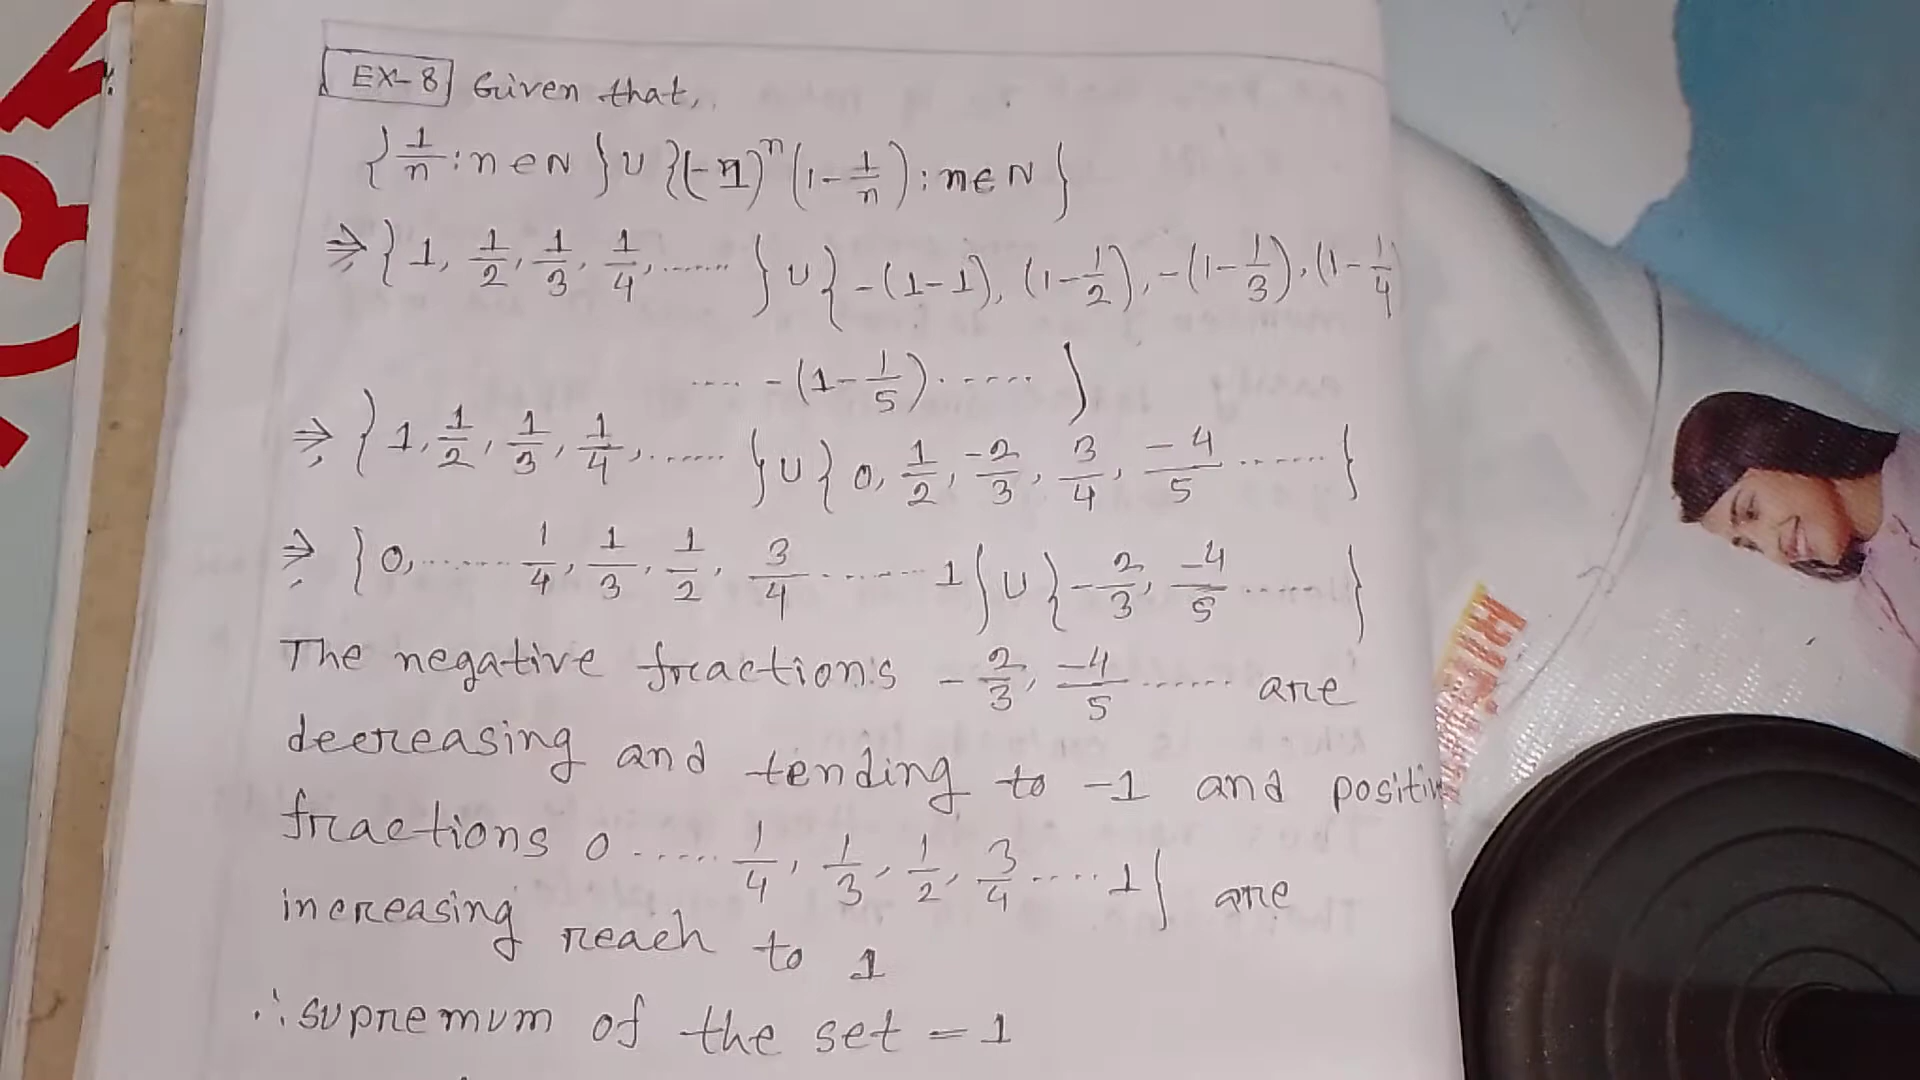 EX-8 Given that,
{1/n : n ∈ N} ∪ {(-1)^n (1 - 1/n) : n ∈ N}
⇒ {1, 1/2, 1/3, 1/4, ......} ∪ {-(1-1), (1-1/2), -(1-1/3), (1-1/4
.... -(1-1/5) ...... }
⇒ {1, 1/2, 1/3, 1/4, ......} ∪ {0, 1/2, -2/3, 3/4, -4/5 ...... }
⇒ {0, ...... 1/4, 1/3, 1/2, 3/4 ...... 1} ∪ {-2/3, -4/5 ...... }
The negative fractions -2/3, -4/5 ...... are
decreasing and tending to -1 and positiv
fractions 0 ..... 1/4, 1/3, 1/2, 3/4 .... 1} are
increasing reach to 1
∴ supremum of the set = 1